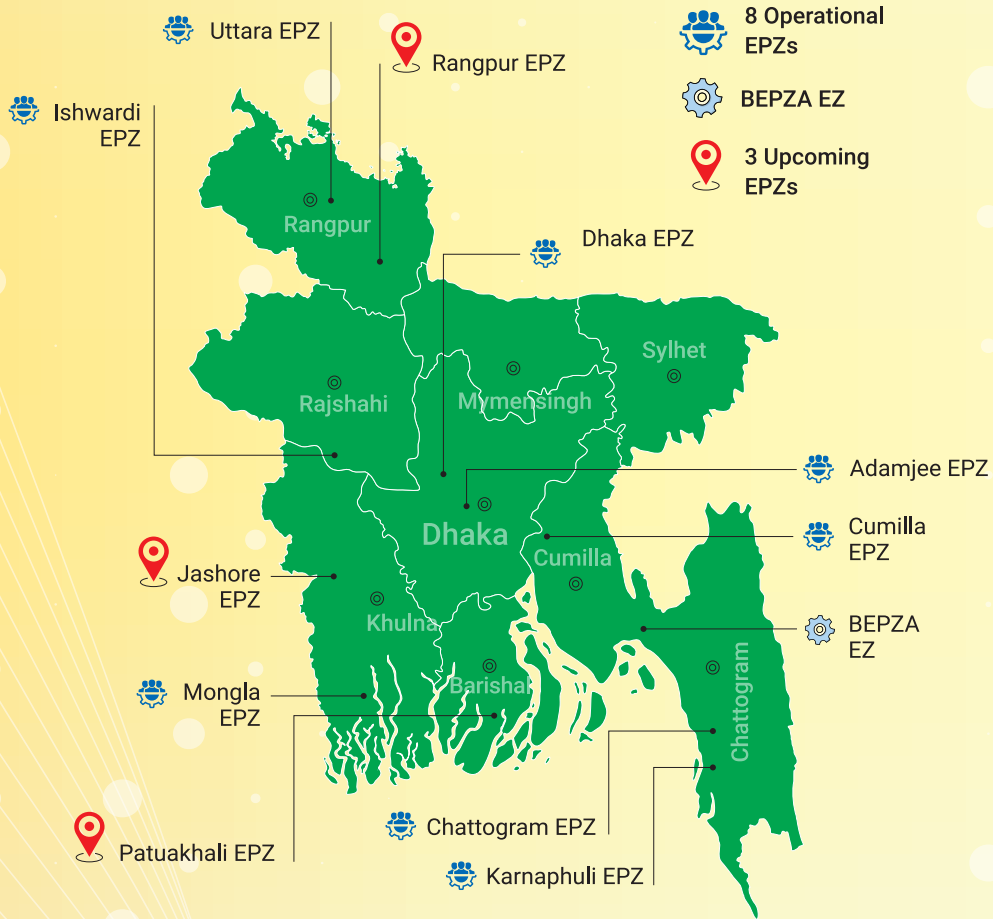 8 Operational
EPZs
BEPZA EZ
3 Upcoming
EPZs
Uttara EPZ
Rangpur EPZ
Ishwardi
EPZ
Rangpur
Dhaka EPZ
Sylhet
Rajshahi
Mymensingh
Adamjee EPZ
Dhaka
Cumilla
EPZ
Cumilla
Jashore
EPZ
Khulna
BEPZA
EZ
Barishal
Mongla
EPZ
Chattogram
Chattogram EPZ
Patuakhali EPZ
Karnaphuli EPZ